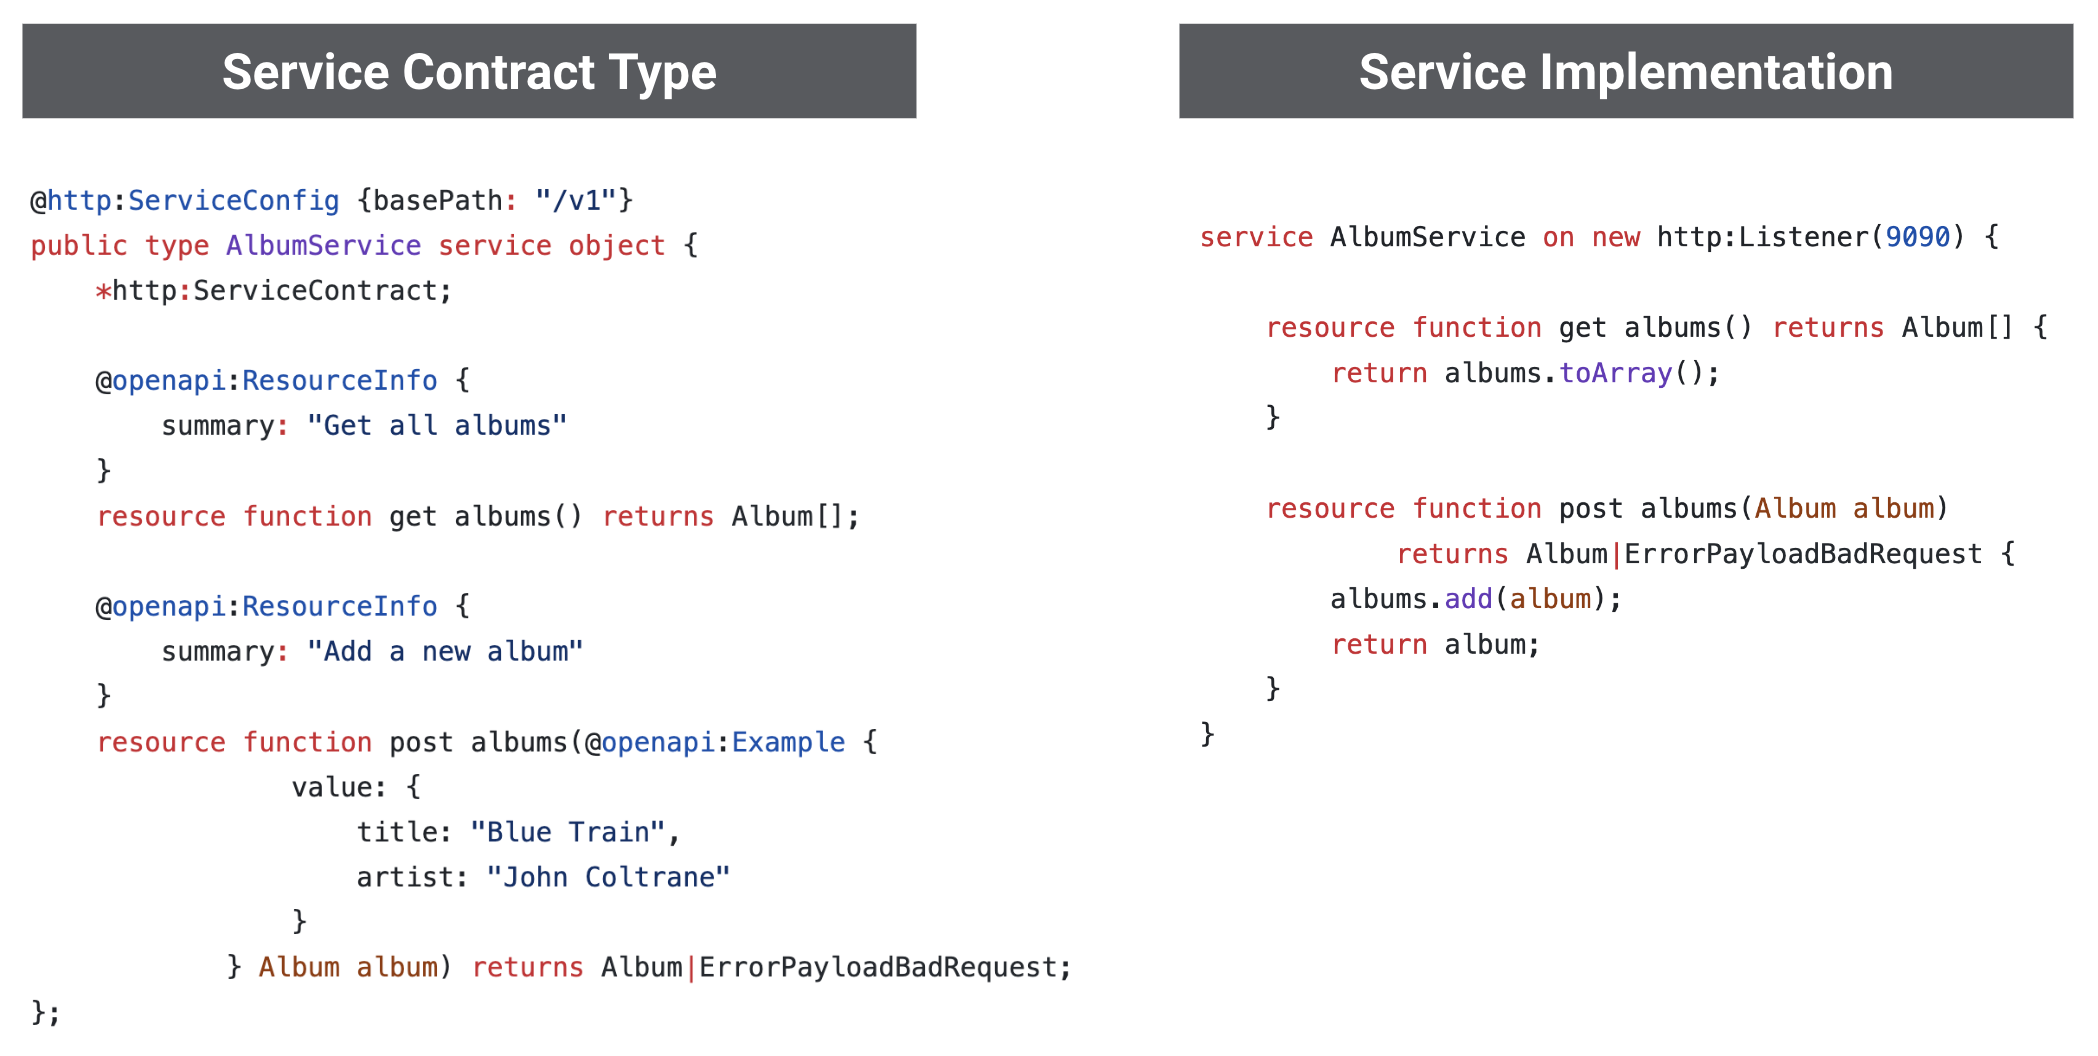 Service Contract Type
@http:ServiceConfig {basePath: "/v1"}
public type AlbumService service object {
    *http:ServiceContract;

    @openapi:ResourceInfo {
        summary: "Get all albums"
    }
    resource function get albums() returns Album[];

    @openapi:ResourceInfo {
        summary: "Add a new album"
    }
    resource function post albums(@openapi:Example {
                value: {
                    title: "Blue Train",
                    artist: "John Coltrane"
                }
            } Album album) returns Album|ErrorPayloadBadRequest;
};
Service Implementation
service AlbumService on new http:Listener(9090) {

    resource function get albums() returns Album[] {
        return albums.toArray();
    }

    resource function post albums(Album album)
            returns Album|ErrorPayloadBadRequest {
        albums.add(album);
        return album;
    }
}